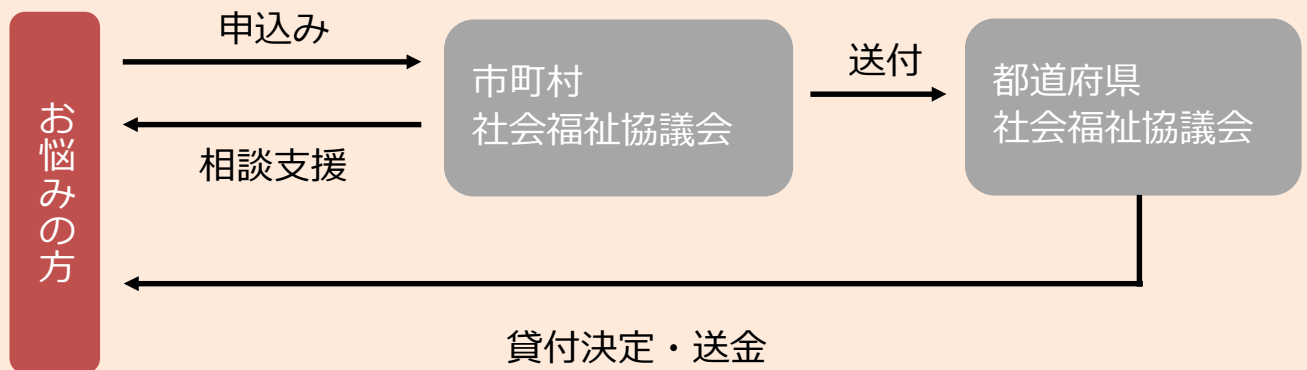 お悩みの方
申込み
相談支援
市町村
社会福祉協議会
送付
都道府県
社会福祉協議会
貸付決定・送金